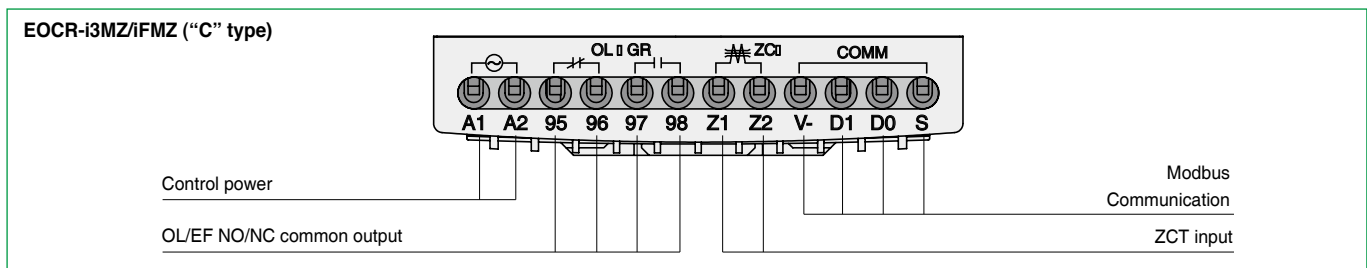 EOCR-i3MZ/iFMZ (“C” type)
OL▯GR ZC▯ COMM
A1 A2 95 96 97 98 Z1 Z2 V- D1 D0 S
Control power
Modbus
Communication
OL/EF NO/NC common output
ZCT input